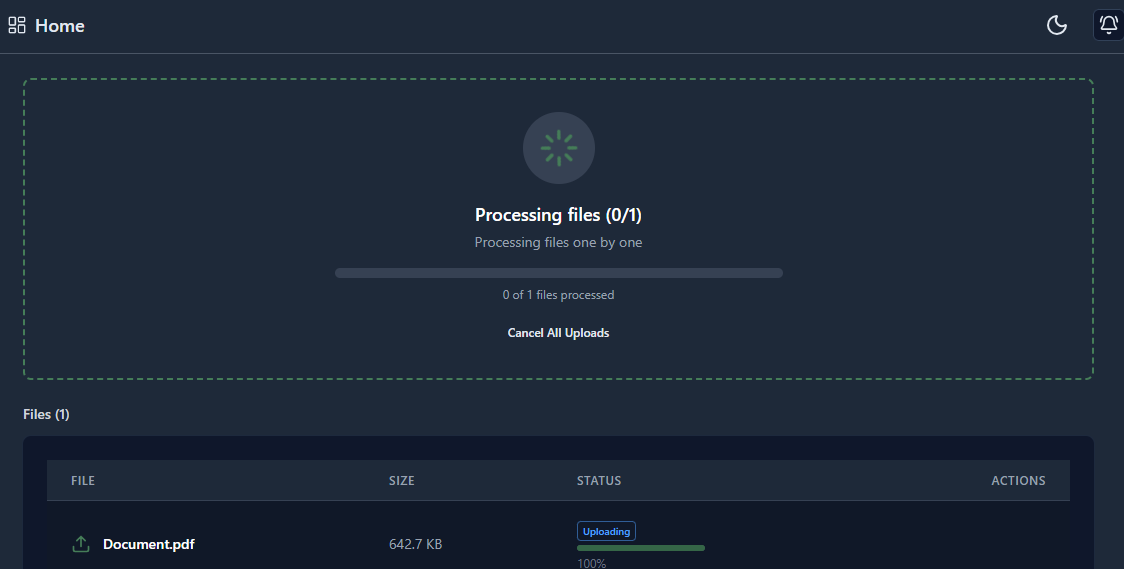 Home
Processing files (0/1)
Processing files one by one
0 of 1 files processed
Cancel All Uploads
Files (1)
FILE SIZE STATUS ACTIONS
Uploading
Document.pdf 642.7 KB
100%